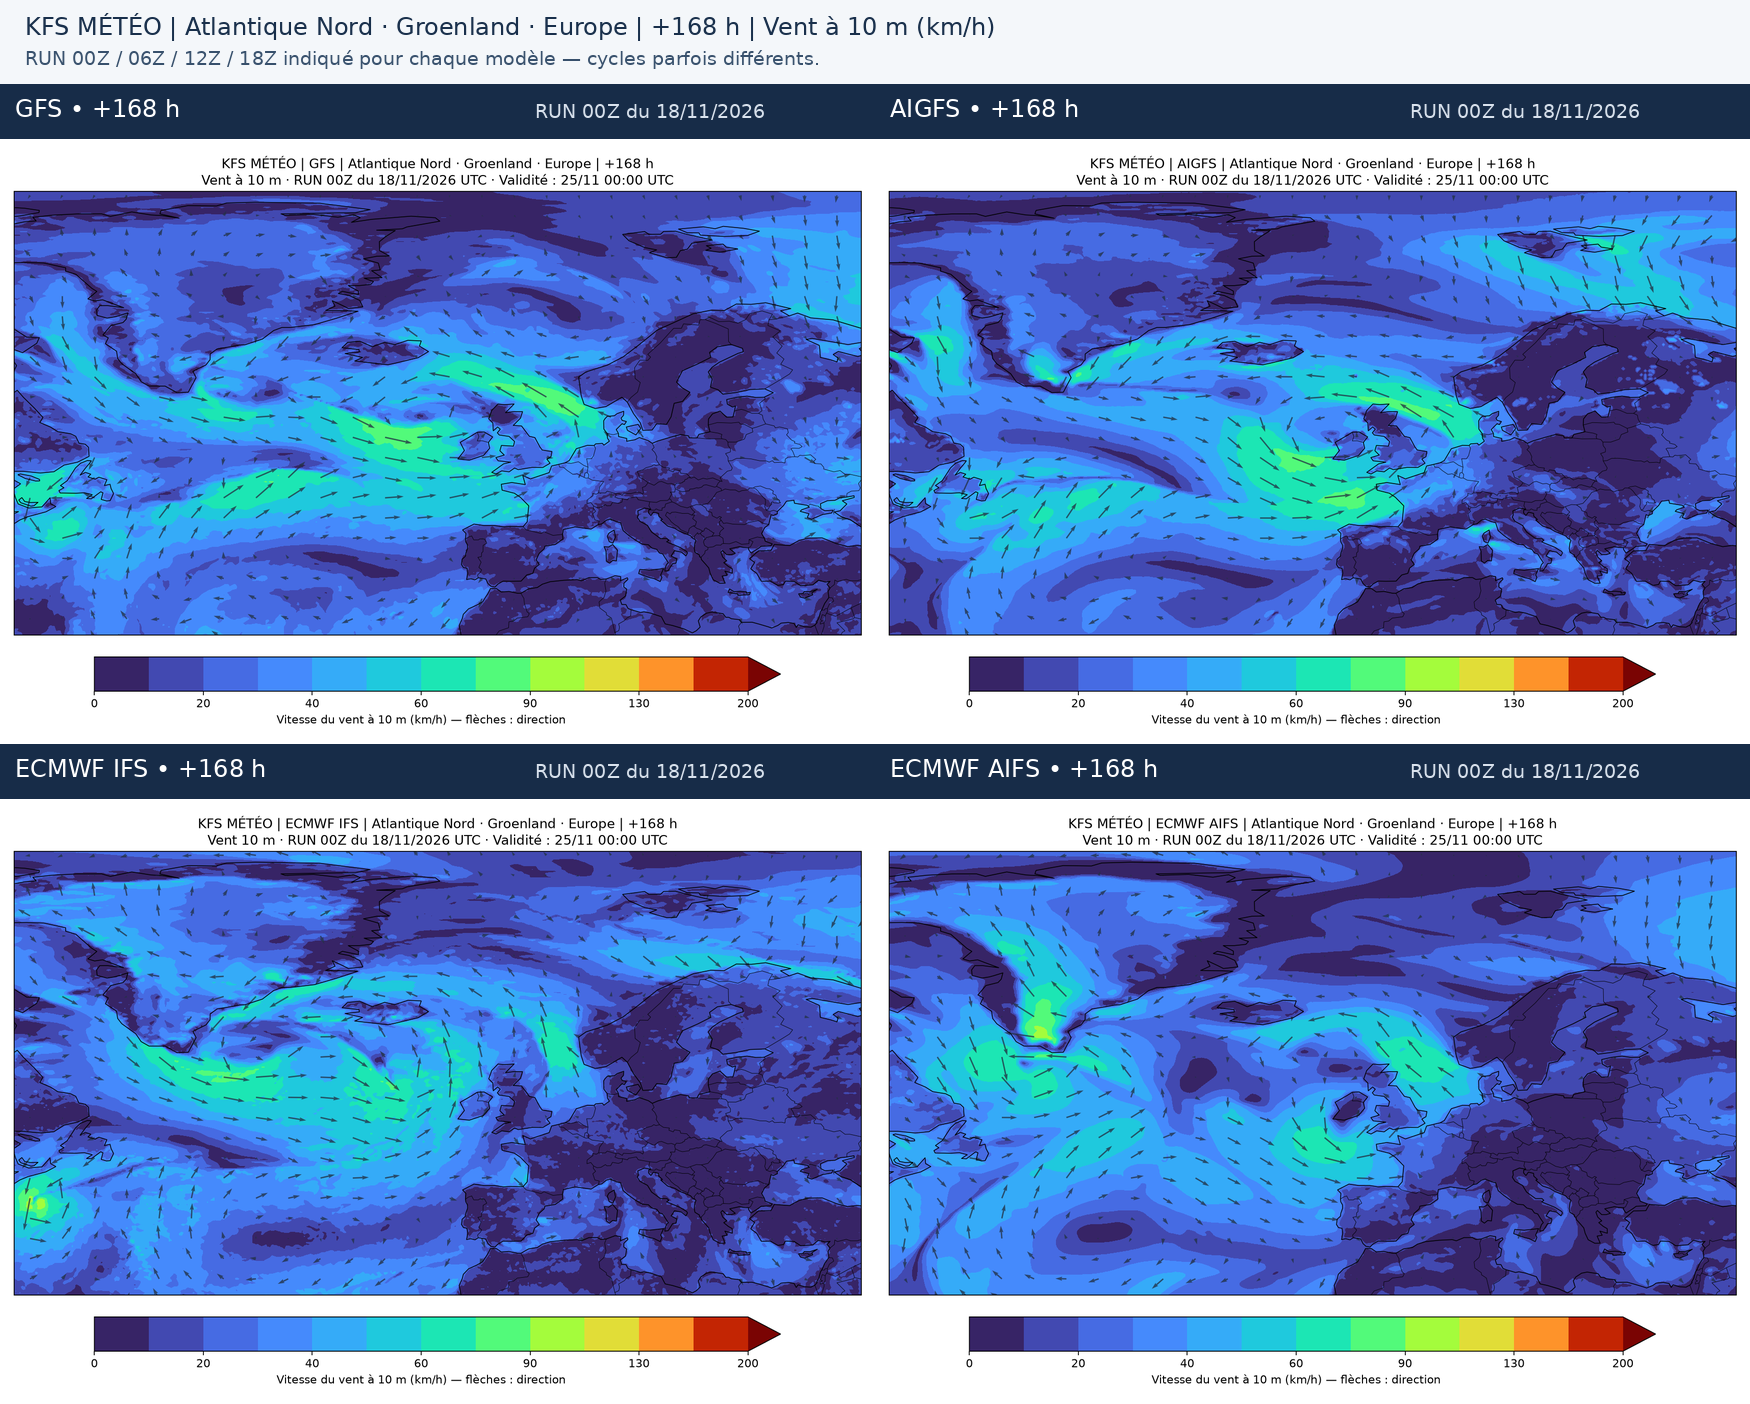 KFS MÉTÉO | Atlantique Nord · Groenland · Europe | +168 h | Vent à 10 m (km/h)
RUN 00Z / 06Z / 12Z / 18Z indiqué pour chaque modèle — cycles parfois différents.
GFS • +168 h
RUN 00Z du 18/11/2026
KFS MÉTÉO | GFS | Atlantique Nord · Groenland · Europe | +168 h
Vent à 10 m · RUN 00Z du 18/11/2026 UTC · Validité : 25/11 00:00 UTC
0 20 40 60 90 130 200
Vitesse du vent à 10 m (km/h) — flèches : direction
AIGFS • +168 h
RUN 00Z du 18/11/2026
KFS MÉTÉO | AIGFS | Atlantique Nord · Groenland · Europe | +168 h
Vent à 10 m · RUN 00Z du 18/11/2026 UTC · Validité : 25/11 00:00 UTC
0 20 40 60 90 130 200
Vitesse du vent à 10 m (km/h) — flèches : direction
ECMWF IFS • +168 h
RUN 00Z du 18/11/2026
KFS MÉTÉO | ECMWF IFS | Atlantique Nord · Groenland · Europe | +168 h
Vent 10 m · RUN 00Z du 18/11/2026 UTC · Validité : 25/11 00:00 UTC
0 20 40 60 90 130 200
Vitesse du vent à 10 m (km/h) — flèches : direction
ECMWF AIFS • +168 h
RUN 00Z du 18/11/2026
KFS MÉTÉO | ECMWF AIFS | Atlantique Nord · Groenland · Europe | +168 h
Vent 10 m · RUN 00Z du 18/11/2026 UTC · Validité : 25/11 00:00 UTC
0 20 40 60 90 130 200
Vitesse du vent à 10 m (km/h) — flèches : direction